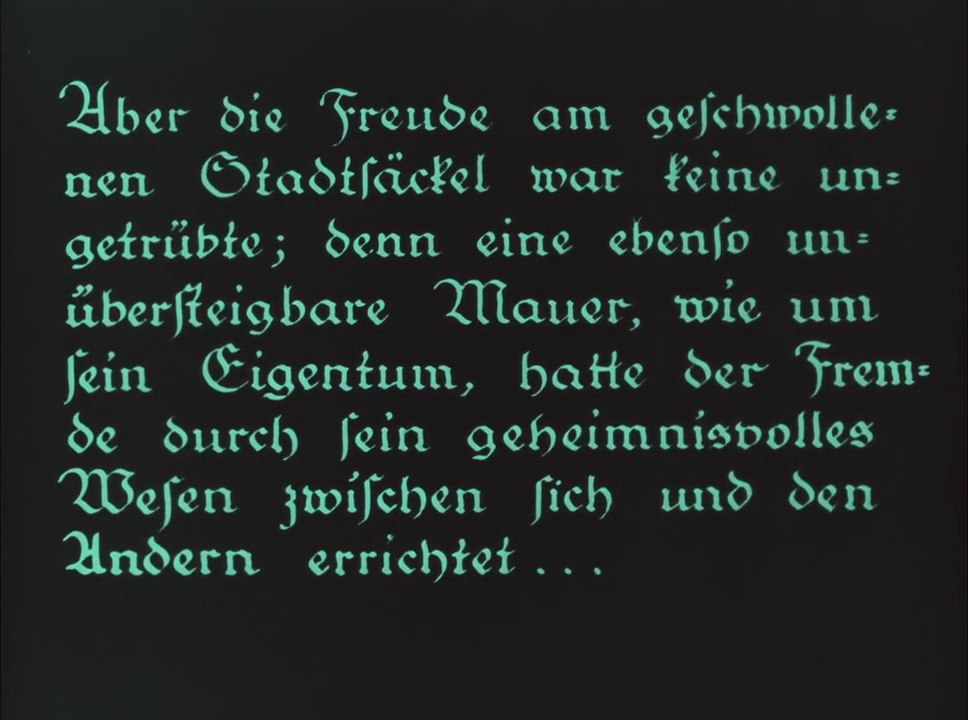 Aber die Freude am geſchwolle⸗
nen Stadtſäckel war keine un⸗
getrübte; denn eine ebenſo un⸗
überſteigbare Mauer, wie um
ſein Eigentum, hatte der Frem⸗
de durch ſein geheimnisvolles
Weſen zwiſchen ſich und den
Andern errichtet...